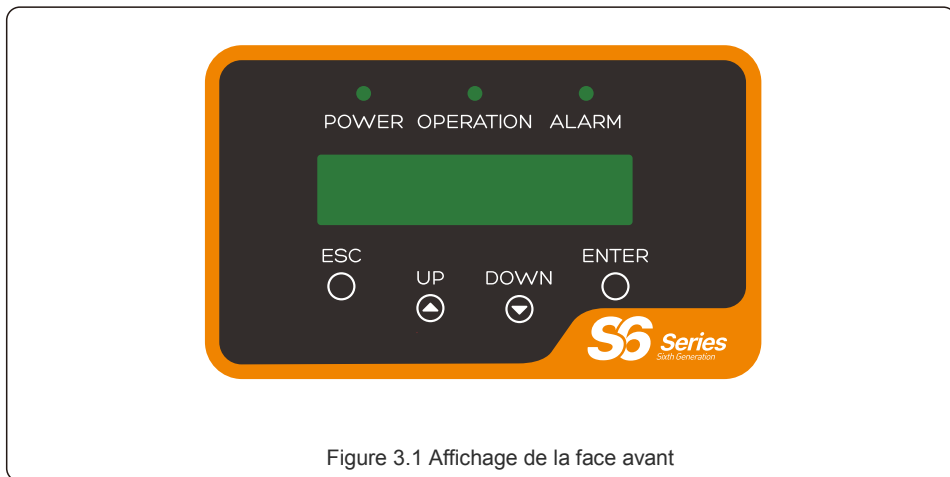 POWER OPERATION ALARM
ESC
UP
DOWN
ENTER
S6 Series
Sixth Generation
Figure 3.1 Affichage de la face avant